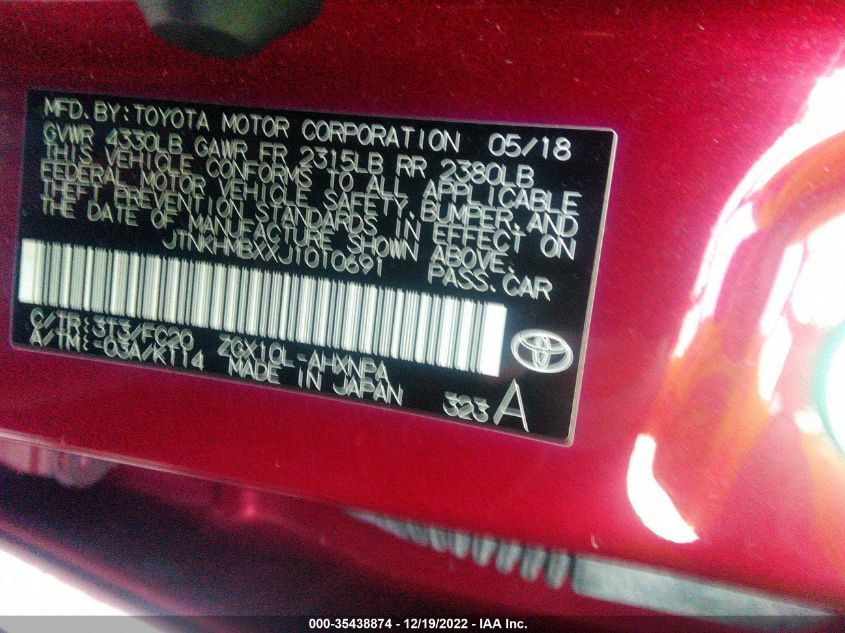 MFD. BY: TOYOTA MOTOR CORPORATION 05/18
GVWR 4330LB GAWR FR 2315LB RR 2380LB
THIS VEHICLE CONFORMS TO ALL APPLICABLE
FEDERAL MOTOR VEHICLE SAFETY, BUMPER, AND
THEFT PREVENTION STANDARDS IN EFFECT ON
THE DATE OF MANUFACTURE SHOWN ABOVE.
JTNKHMBXXJ1010691 PASS. CAR
C/TR: 3T3/FC20 ZGX10L-AHXNPA
A/TM: -03A/K114 MADE IN JAPAN
323 A
000-35438874 / 12/19/2022 - IAA Inc.